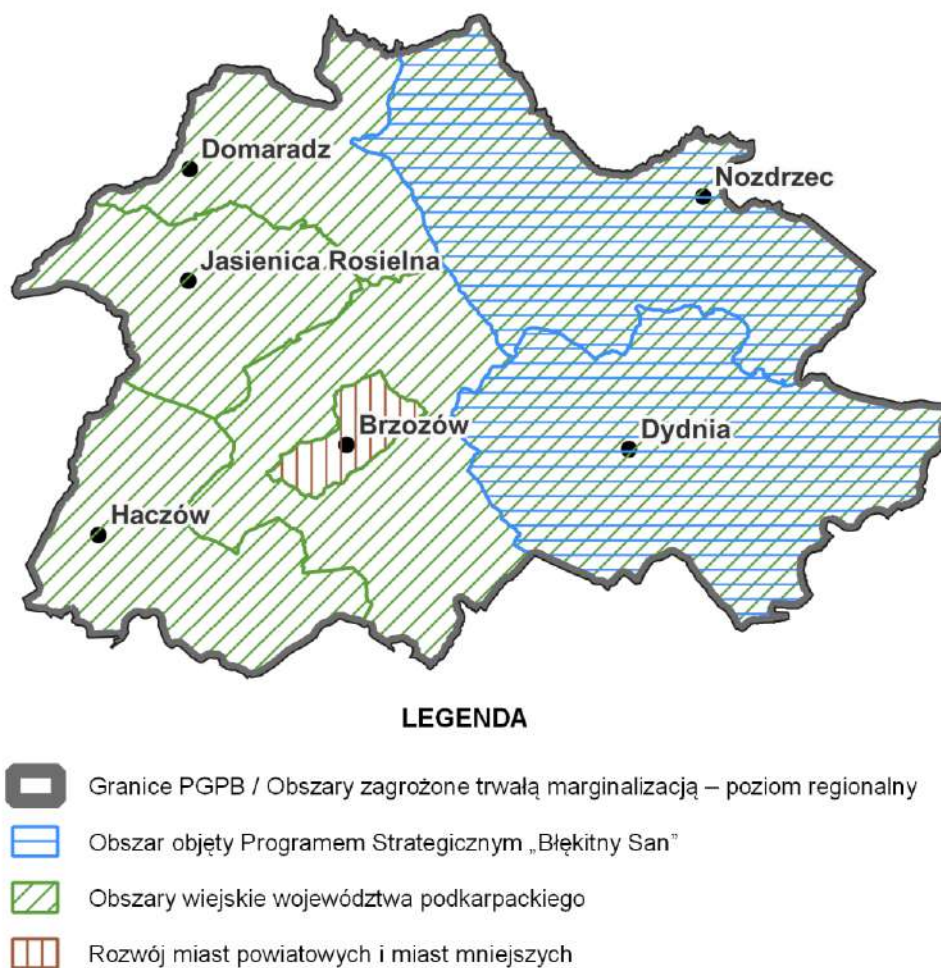 Domaradz
Nozdrzec
Jasienica Rosielna
Brzozów
Dydnia
Haczów
LEGENDA
Granice PGPB / Obszary zagrożone trwałą marginalizacją – poziom regionalny
Obszar objęty Programem Strategicznym „Błękitny San”
Obszary wiejskie województwa podkarpackiego
Rozwój miast powiatowych i miast mniejszych